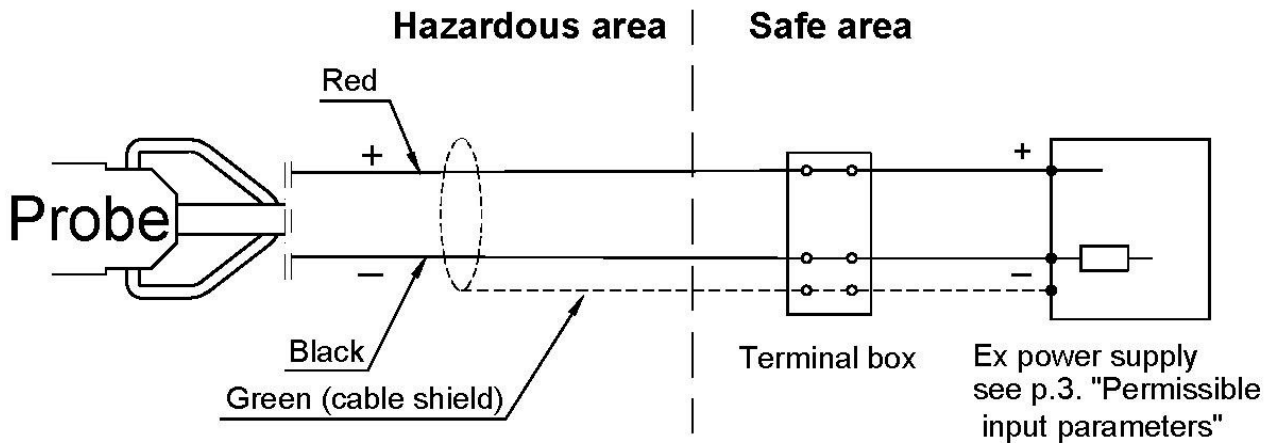 Hazardous area
Safe area
Red
+
+
Probe
–
–
Black
Green (cable shield)
Terminal box
Ex power supply
see p.3. "Permissible
input parameters"